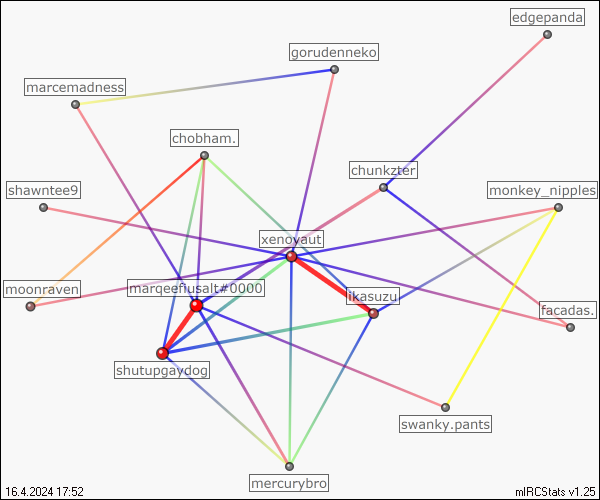 edgepanda
gorudenneko
marcemadness
chobham.
chunkzter
shawntee9
monkey_nipples
xenoyaut
moonraven
marqeefiusalt#0000
ikasuzu
facadas.
shutupgaydog
swanky.pants
mercurybro
16.4.2024 17:52
mIRCStats v1.25